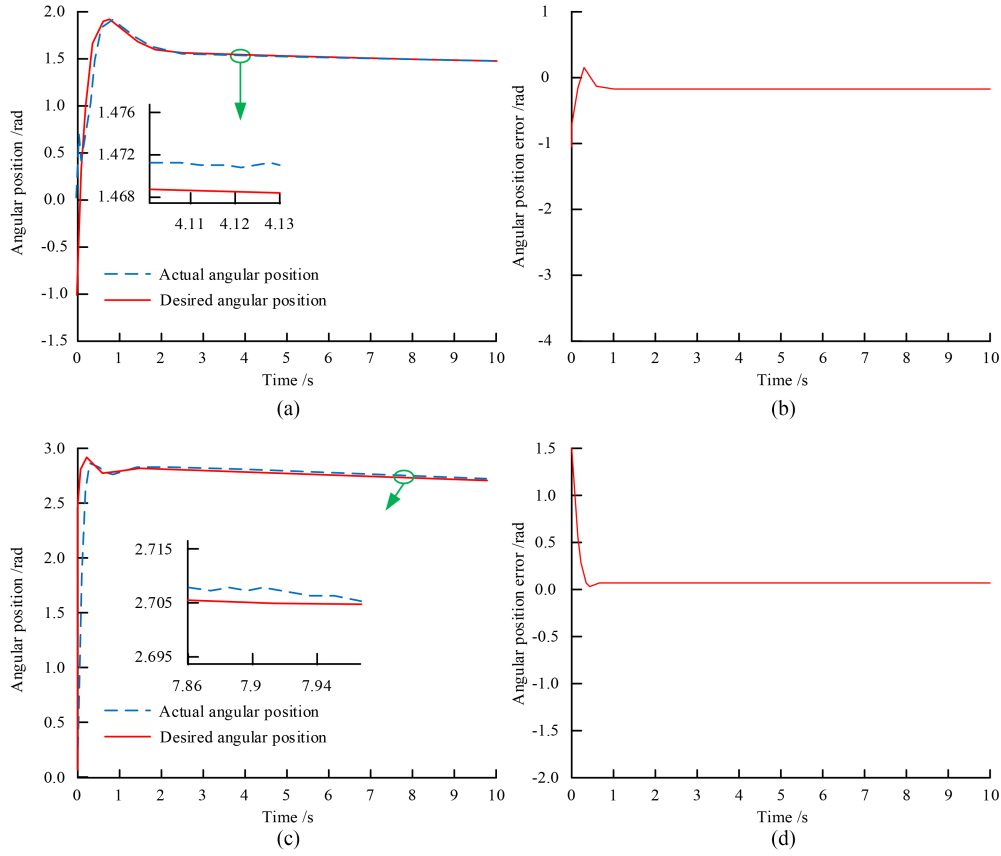 2.0
1.5
1.0
0.5
0.0
-0.5
-1.0
-1.5
Angular position /rad
1.476
1.472
1.468
4.11 4.12 4.13
Actual angular position
Desired angular position
0 1 2 3 4 5 6 7 8 9 10
Time /s
(a)
1
0
-1
-2
-3
-4
Angular position error/rad
0 1 2 3 4 5 6 7 8 9 10
Time /s
(b)
3.0
2.5
2.0
1.5
1.0
0.5
0.0
Angular position /rad
2.715
2.705
2.695
7.86 7.9 7.94
Actual angular position
Desired angular position
0 1 2 3 4 5 6 7 8 9 10
Time /s
(c)
1.5
1.0
0.5
0.0
-0.5
-1.0
-1.5
-2.0
Angular position error /rad
0 1 2 3 4 5 6 7 8 9 10
Time /s
(d)